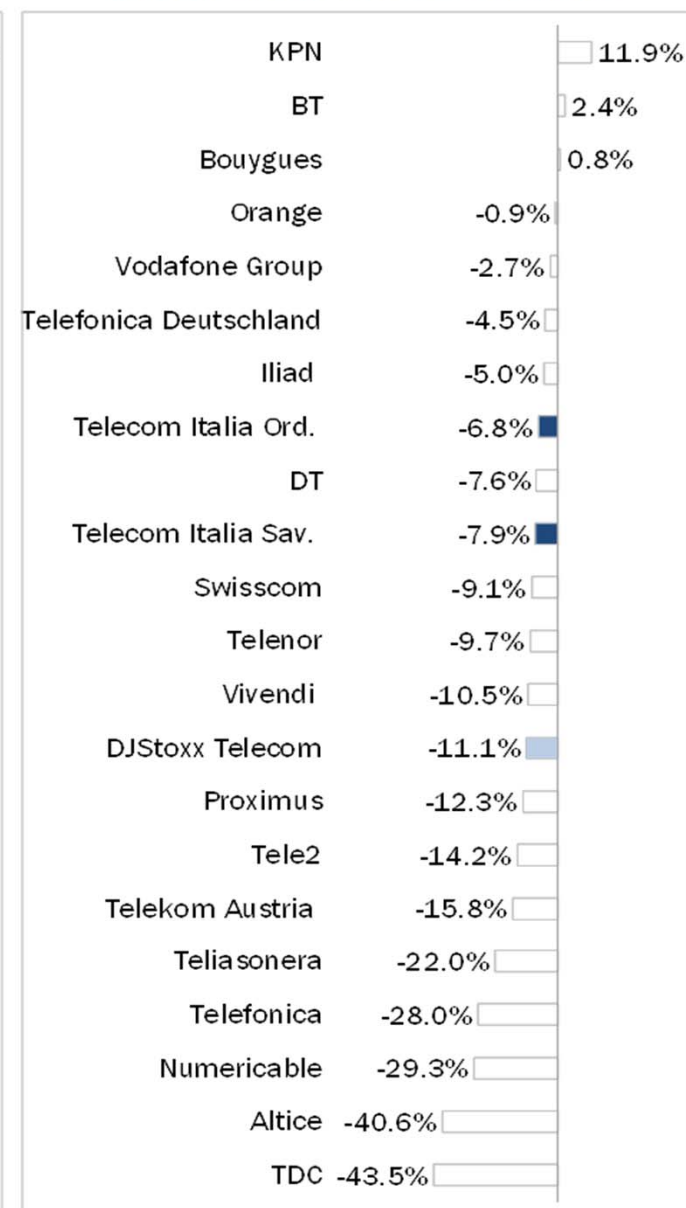 KPN 11.9%
BT 2.4%
Bouygues 0.8%
Orange -0.9%
Vodafone Group -2.7%
Telefonica Deutschland -4.5%
Iliad -5.0%
Telecom Italia Ord. -6.8%
DT -7.6%
Telecom Italia Sav. -7.9%
Swisscom -9.1%
Telenor -9.7%
Vivendi -10.5%
DJStoxx Telecom -11.1%
Proximus -12.3%
Tele2 -14.2%
Telekom Austria -15.8%
Teliasonera -22.0%
Telefonica -28.0%
Numericable -29.3%
Altice -40.6%
TDC -43.5%